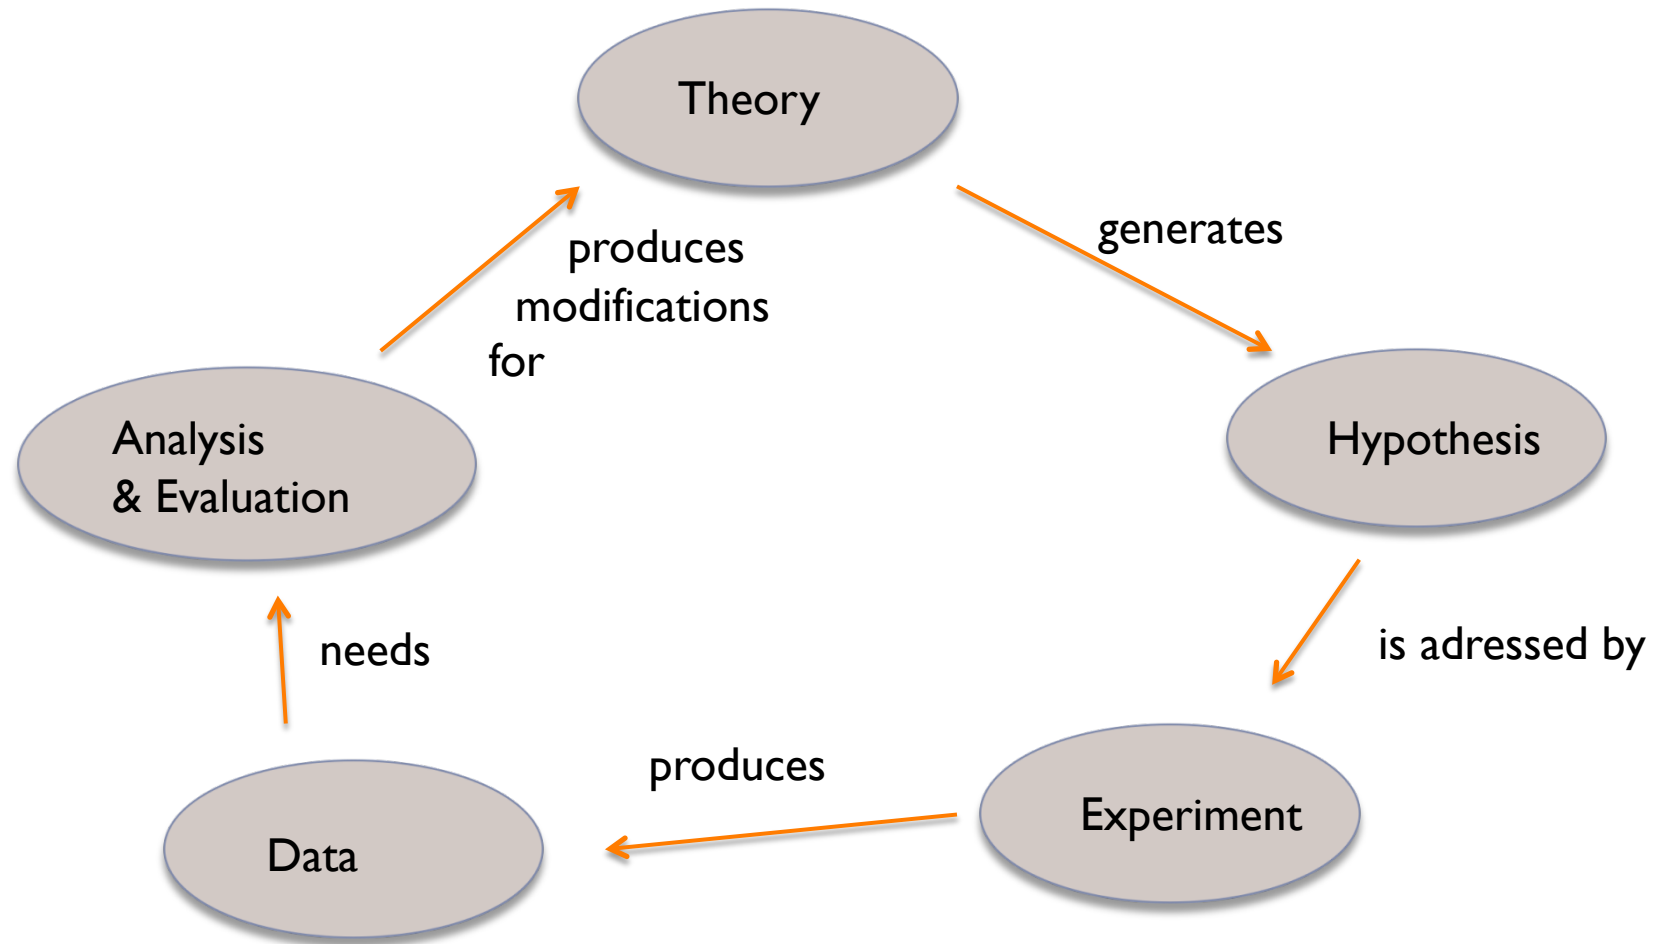 Theory
generates
produces
modifications
for
Hypothesis
Analysis
& Evaluation
is adressed by
needs
produces
Experiment
Data